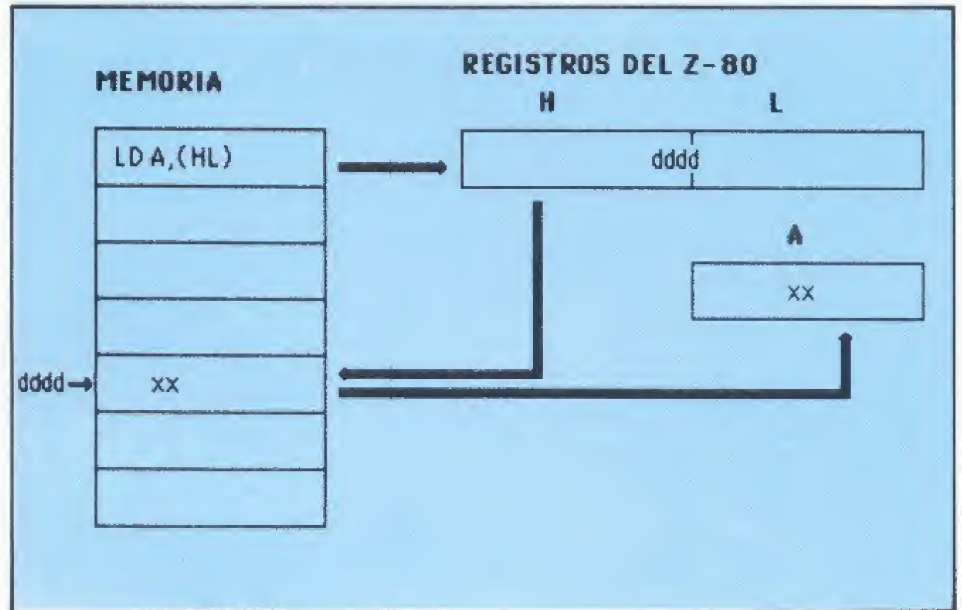 MEMORIA
REGISTROS DEL Z-80
H L
LD A,(HL)
dddd
A
xx
dddd xx